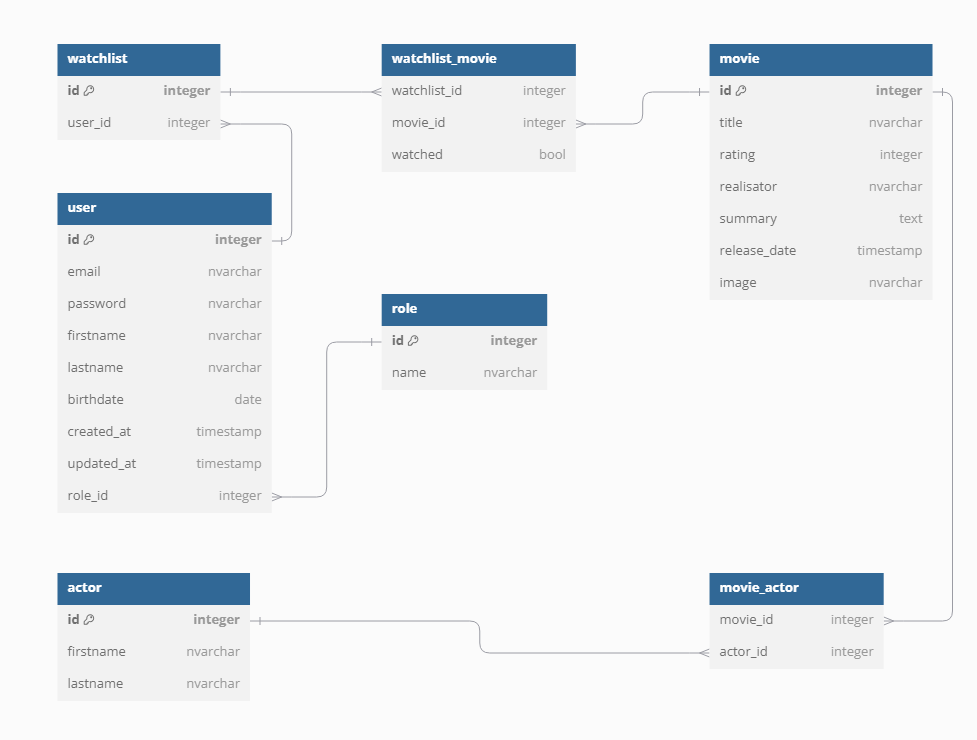 watchlist
id integer
user_id integer
watchlist_movie
watchlist_id integer
movie_id integer
watched bool
movie
id integer
title nvarchar
rating integer
realisator nvarchar
summary text
release_date timestamp
image nvarchar
user
id integer
email nvarchar
password nvarchar
firstname nvarchar
lastname nvarchar
birthdate date
created_at timestamp
updated_at timestamp
role_id integer
role
id integer
name nvarchar
actor
id integer
firstname nvarchar
lastname nvarchar
movie_actor
movie_id integer
actor_id integer